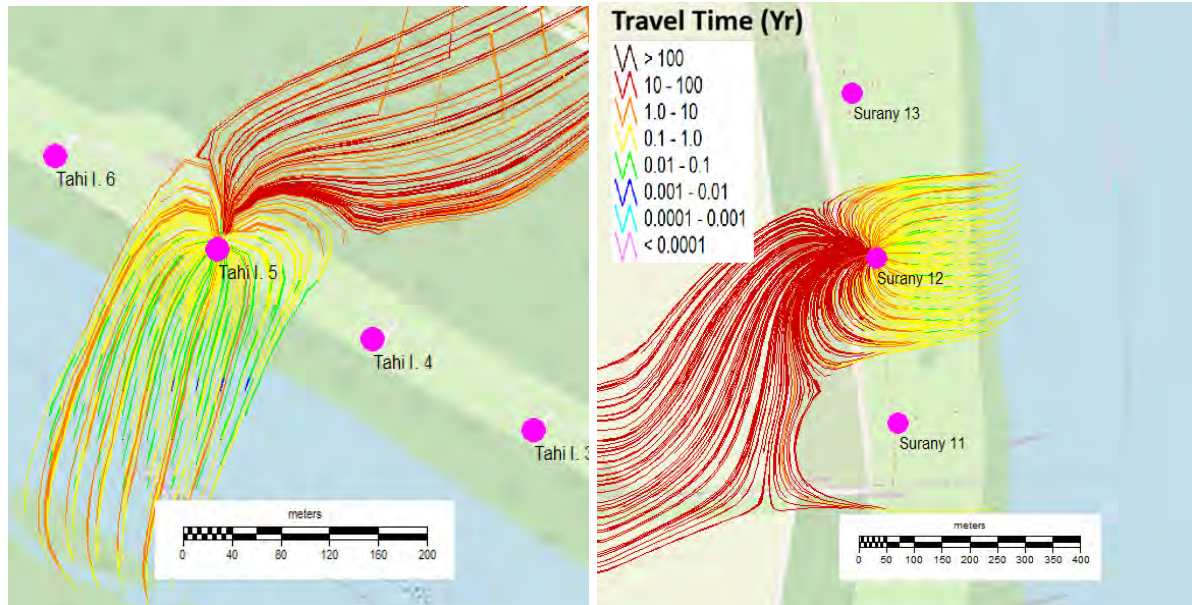 Tahi I. 6
Tahi I. 5
Tahi I. 4
Tahi I. 3
meters
0 40 80 120 160 200
Travel Time (Yr)
> 100
10 - 100
1.0 - 10
0.1 - 1.0
0.01 - 0.1
0.001 - 0.01
0.0001 - 0.001
< 0.0001
Surany 13
Surany 12
Surany 11
meters
0 50 100 150 200 250 300 350 400